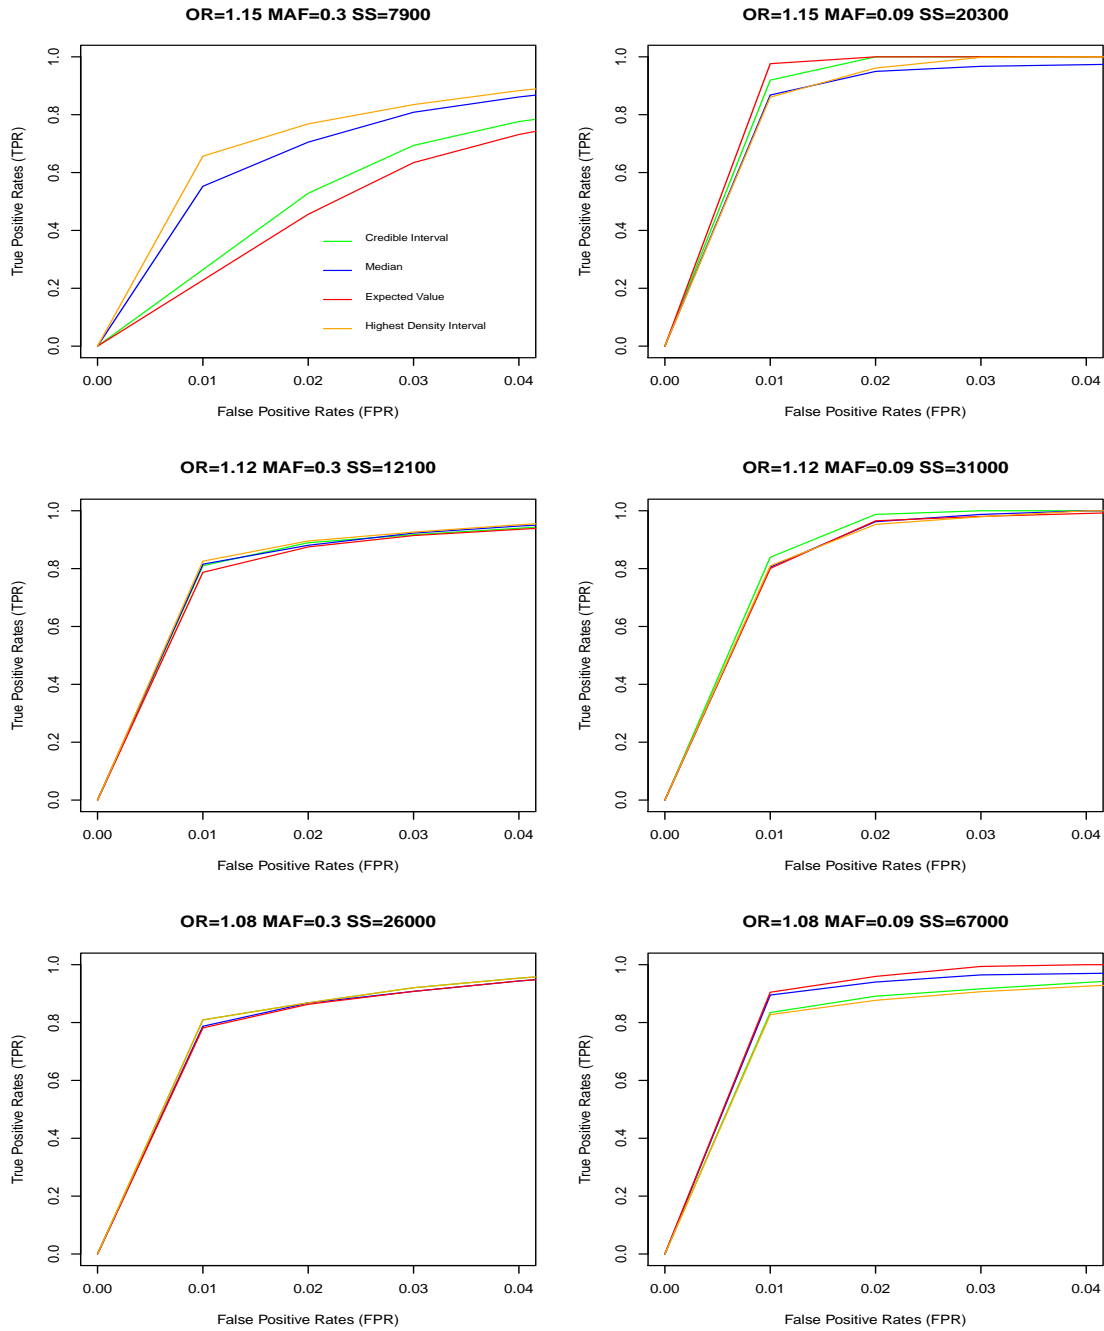 OR=1.15 MAF=0.3 SS=7900
True Positive Rates (TPR)
0.0 0.2 0.4 0.6 0.8 1.0
Credible Interval
Median
Expected Value
Highest Density Interval
0.00 0.01 0.02 0.03 0.04
False Positive Rates (FPR)
OR=1.15 MAF=0.09 SS=20300
True Positive Rates (TPR)
0.0 0.2 0.4 0.6 0.8 1.0
0.00 0.01 0.02 0.03 0.04
False Positive Rates (FPR)
OR=1.12 MAF=0.3 SS=12100
True Positive Rates (TPR)
0.0 0.2 0.4 0.6 0.8 1.0
0.00 0.01 0.02 0.03 0.04
False Positive Rates (FPR)
OR=1.12 MAF=0.09 SS=31000
True Positive Rates (TPR)
0.0 0.2 0.4 0.6 0.8 1.0
0.00 0.01 0.02 0.03 0.04
False Positive Rates (FPR)
OR=1.08 MAF=0.3 SS=26000
True Positive Rates (TPR)
0.0 0.2 0.4 0.6 0.8 1.0
0.00 0.01 0.02 0.03 0.04
False Positive Rates (FPR)
OR=1.08 MAF=0.09 SS=67000
True Positive Rates (TPR)
0.0 0.2 0.4 0.6 0.8 1.0
0.00 0.01 0.02 0.03 0.04
False Positive Rates (FPR)